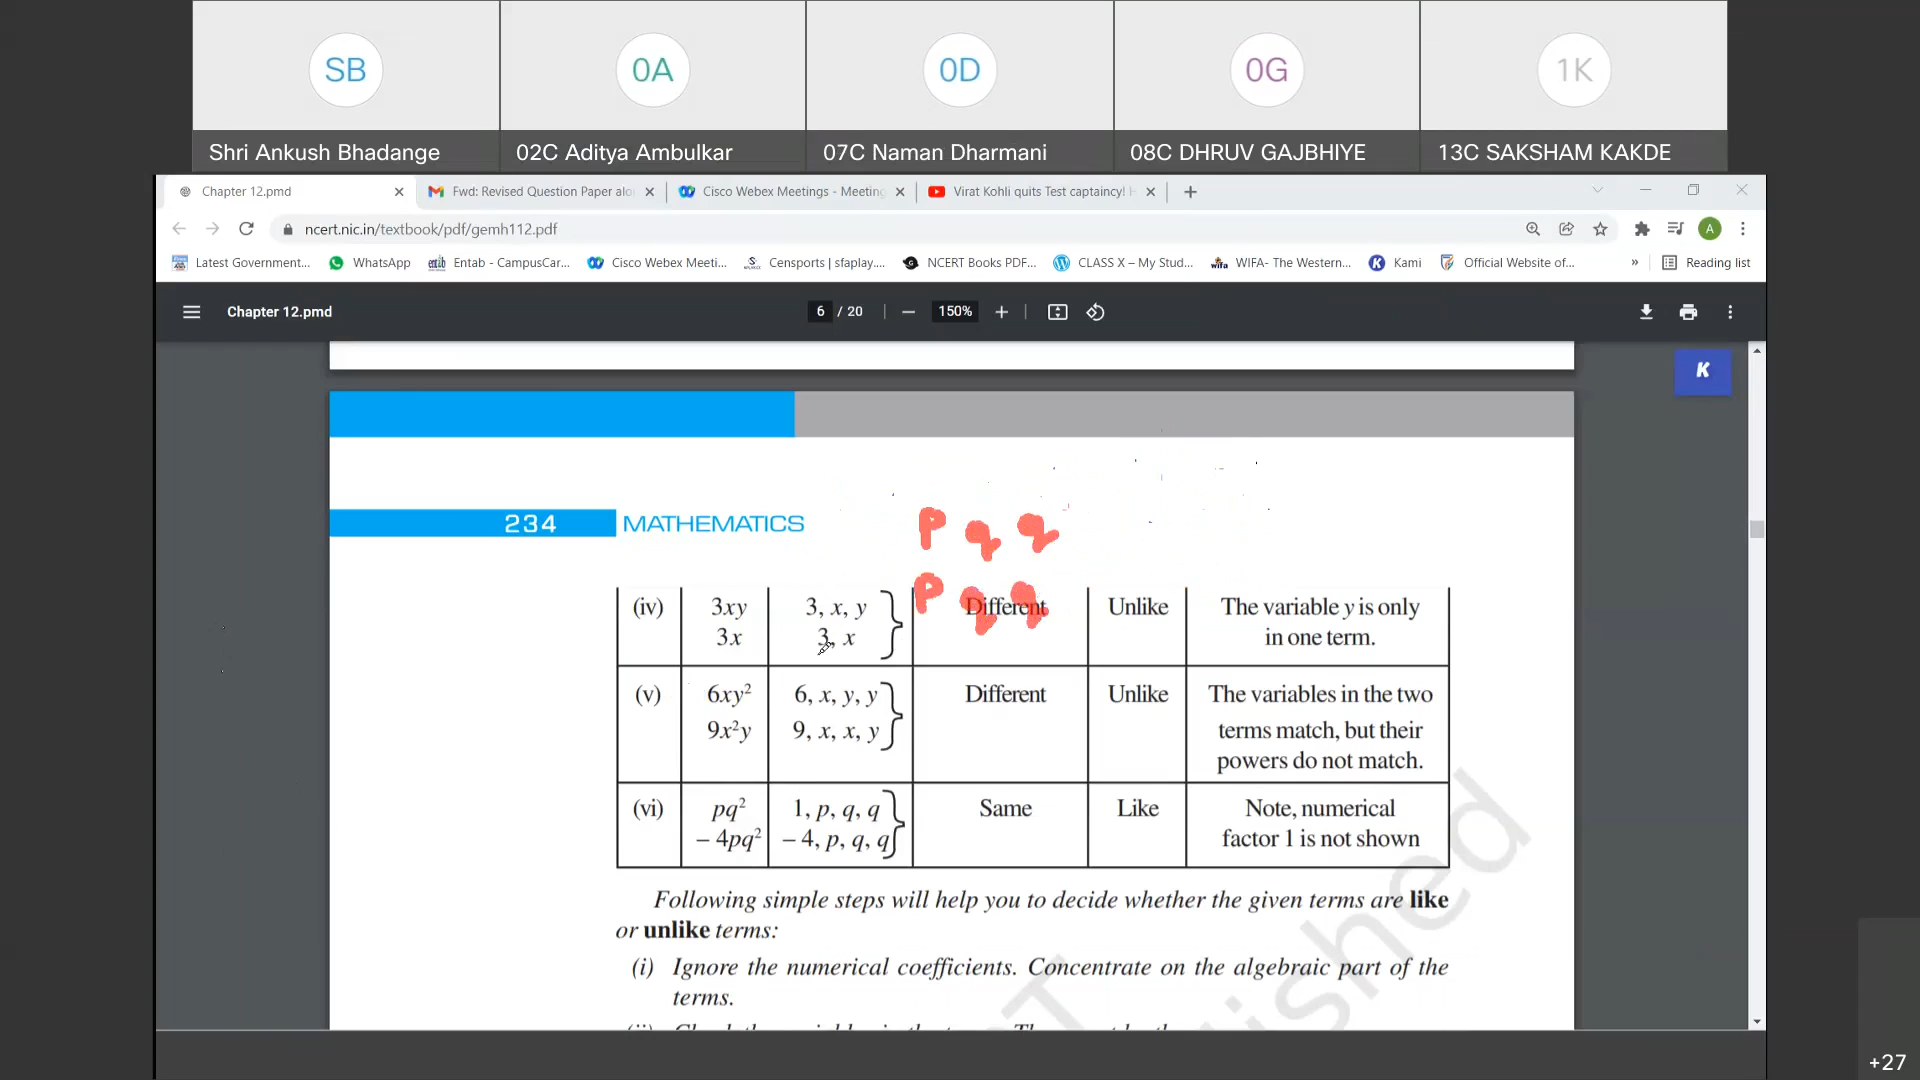 SB 0A 0D 0G 1K
Shri Ankush Bhadange 02C Aditya Ambulkar 07C Naman Dharmani 08C DHRUV GAJBHIYE 13C SAKSHAM KAKDE
Chapter 12.pmd Fwd: Revised Question Paper alo Cisco Webex Meetings - Meeting Virat Kohli quits Test captaincy!
ncert.nic.in/textbook/pdf/gemh112.pdf A
Latest Government... WhatsApp Entab - CampusCar... Cisco Webex Meeti... Censports | sfaplay.... NCERT Books PDF... CLASS X – My Stud... WIFA- The Western... Kami Official Website of... » Reading list
Chapter 12.pmd 6 / 20 150%
K
234 MATHEMATICS
P q q
P q q
(iv) 3xy 3, x, y Different Unlike The variable y is only
3x 3, x in one term.
(v) 6xy² 6, x, y, y Different Unlike The variables in the two
9x²y 9, x, x, y terms match, but their
powers do not match.
(vi) pq² 1, p, q, q Same Like Note, numerical
– 4pq² – 4, p, q, q factor 1 is not shown
Following simple steps will help you to decide whether the given terms are like
or unlike terms:
(i) Ignore the numerical coefficients. Concentrate on the algebraic part of the
terms.
+27